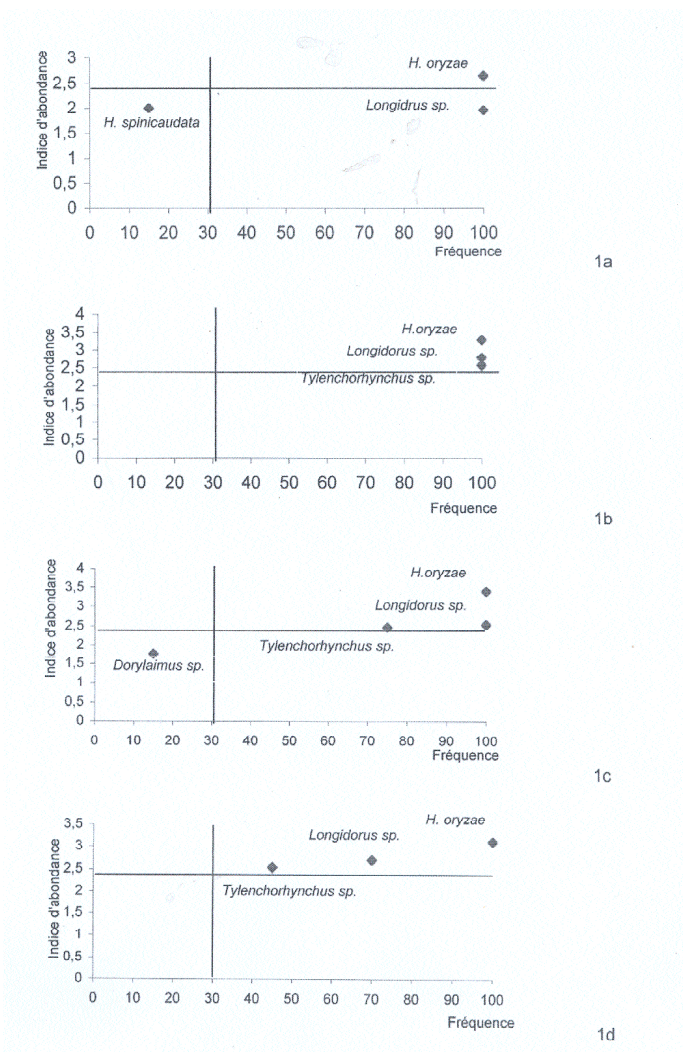 Indice d'abondance
3
2,5
2
1,5
1
0,5
0
H. oryzae
Longidrus sp.
H. spinicaudata
0 10 20 30 40 50 60 70 80 90 100
Fréquence
1a
Indice d'abondance
4
3,5
3
2,5
2
1,5
1
0,5
0
H.oryzae
Longidorus sp.
Tylenchorhynchus sp.
0 10 20 30 40 50 60 70 80 90 100
Fréquence
1b
Indice d'abondance
4
3,5
3
2,5
2
1,5
1
0,5
0
H.oryzae
Longidorus sp.
Tylenchorhynchus sp.
Dorylaimus sp.
0 10 20 30 40 50 60 70 80 90 100
Fréquence
1c
Indice d'abondance
3,5
3
2,5
2
1,5
1
0,5
0
H. oryzae
Longidorus sp.
Tylenchorhynchus sp.
0 10 20 30 40 50 60 70 80 90 100
Fréquence
1d